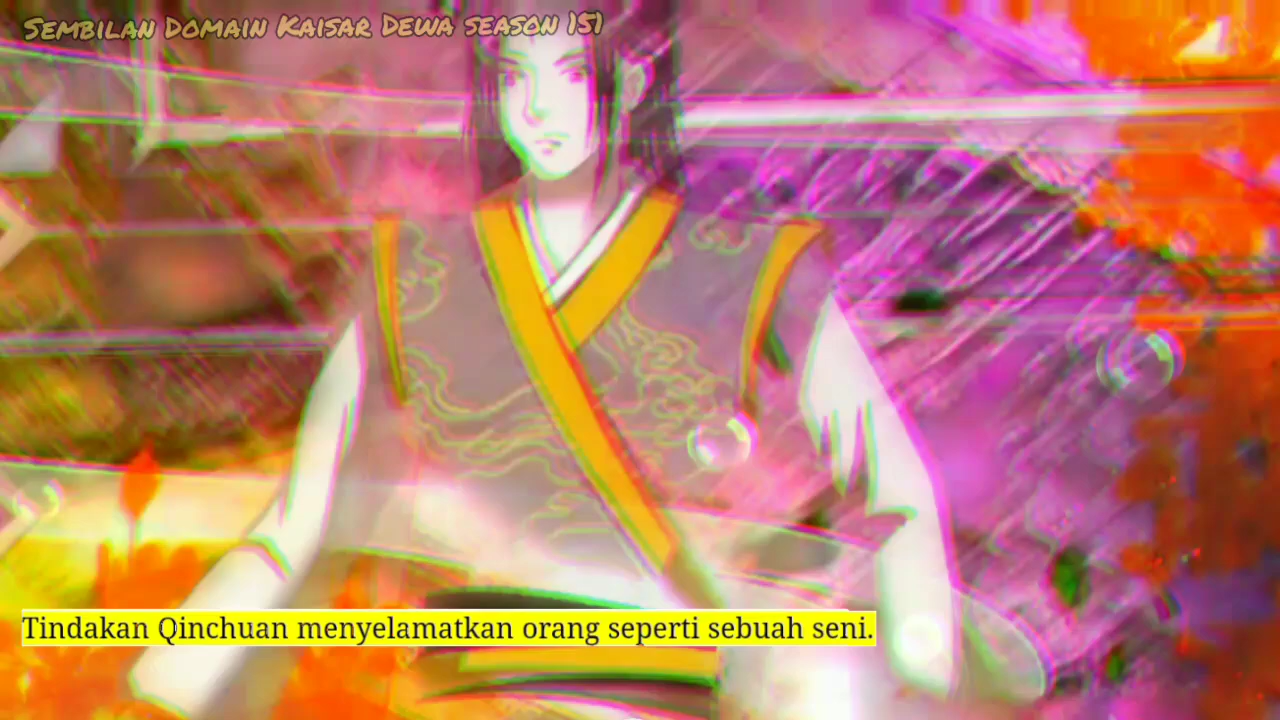 Sembilan Domain Kaisar Dewa season 151
Tindakan Qinchuan menyelamatkan orang seperti sebuah seni.